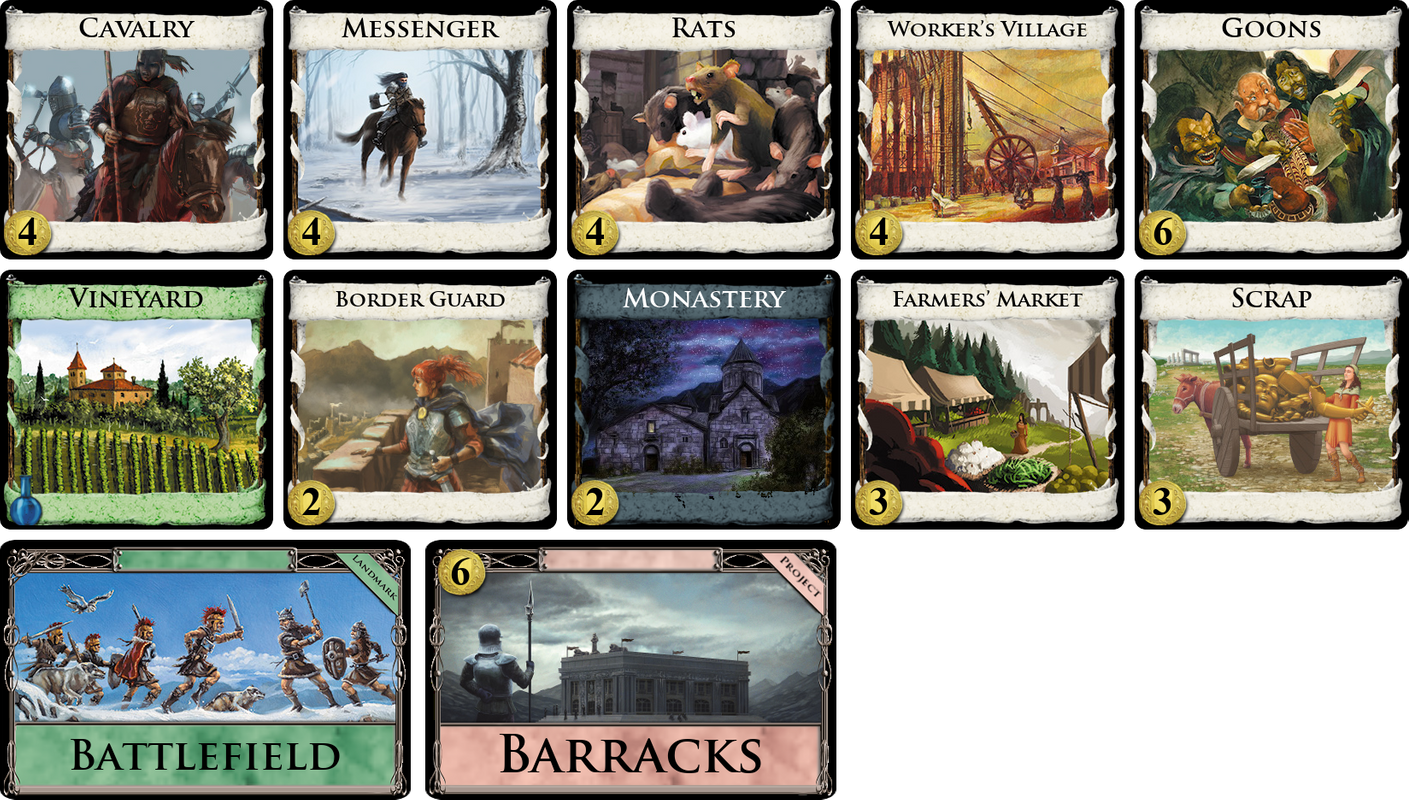 CAVALRY
4
MESSENGER
4
RATS
4
WORKER'S VILLAGE
4
GOONS
6
VINEYARD
BORDER GUARD
2
MONASTERY
2
FARMERS' MARKET
3
SCRAP
3
LANDMARK
BATTLEFIELD
6
PROJECT
BARRACKS